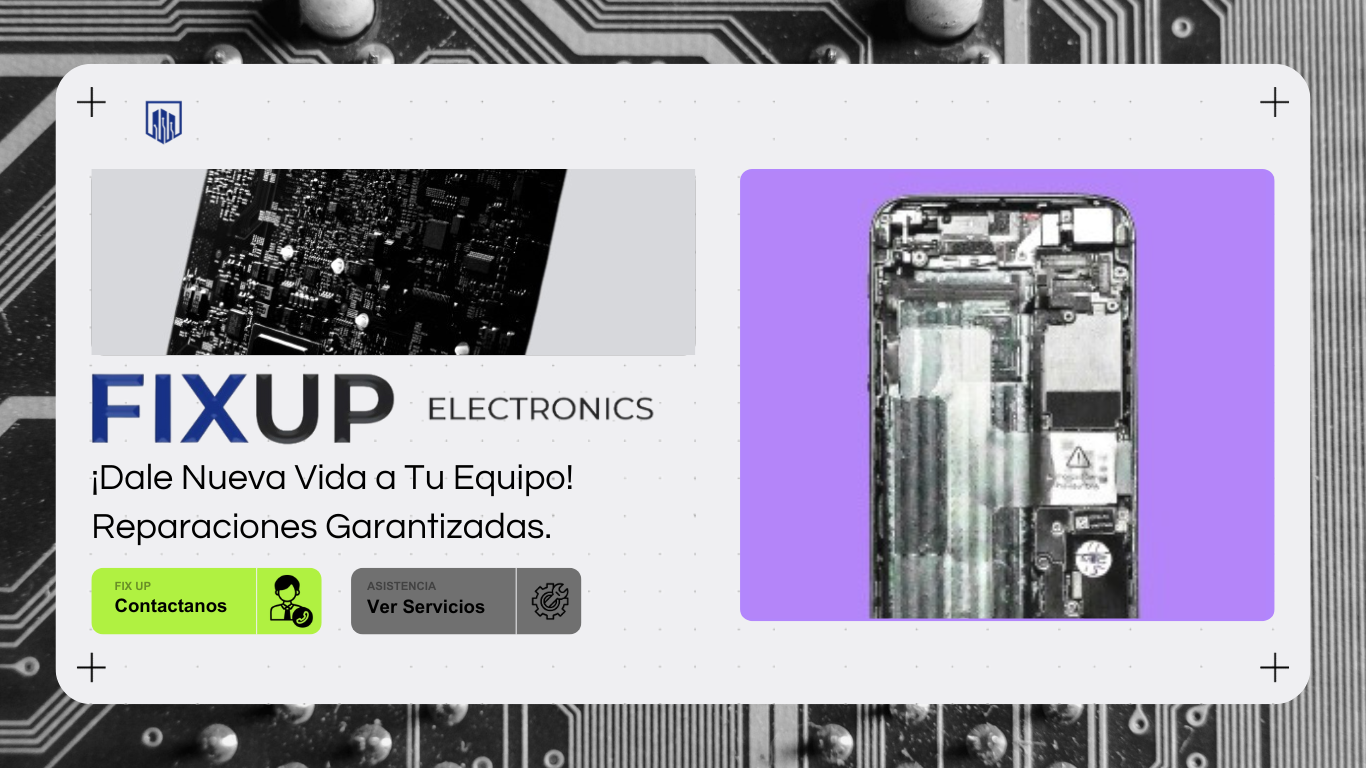 FIXUP ELECTRONICS
¡Dale Nueva Vida a Tu Equipo!
Reparaciones Garantizadas.
FIX UP
Contactanos
ASISTENCIA
Ver Servicios